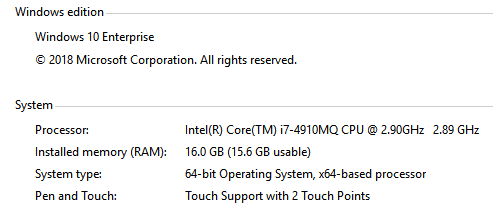 Windows edition
Windows 10 Enterprise
© 2018 Microsoft Corporation. All rights reserved.
System
Processor: Intel(R) Core(TM) i7-4910MQ CPU @ 2.90GHz 2.89 GHz
Installed memory (RAM): 16.0 GB (15.6 GB usable)
System type: 64-bit Operating System, x64-based processor
Pen and Touch: Touch Support with 2 Touch Points